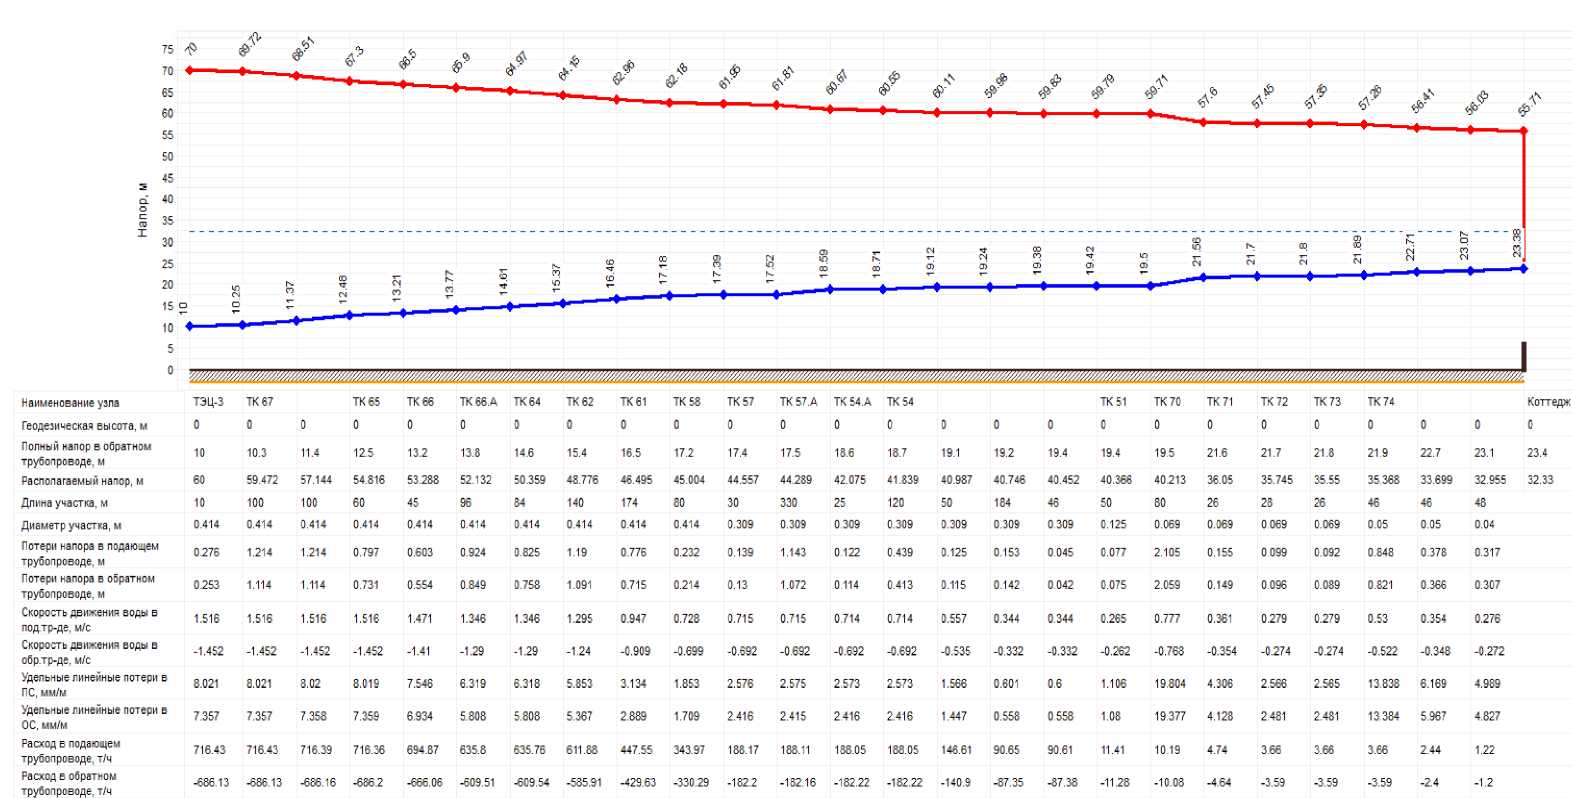 70 69.72 68.51 67.3 66.5 65.9 64.97 64.15 62.96 62.18 61.95 61.81 60.67 60.55 60.11 59.98 59.83 59.79 59.71 57.6 57.45 57.35 57.26 56.41 56.03 55.71
75
70
65
60
55
50
45
40
35
30
25
20
15
10
5
0
Напор, м
10 10.25 11.37 12.48 13.21 13.77 14.61 15.37 16.46 17.18 17.39 17.52 18.59 18.71 19.12 19.24 19.38 19.42 19.5 21.56 21.7 21.8 21.89 22.71 23.07 23.38
Наименование узла ТЭЦ-3 ТК 67 ТК 65 ТК 66 ТК 66.А ТК 64 ТК 62 ТК 61 ТК 58 ТК 57 ТК 57.А ТК 54.А ТК 54 ТК 51 ТК 70 ТК 71 ТК 72 ТК 73 ТК 74 Коттедж
Геодезическая высота, м 0 0 0 0 0 0 0 0 0 0 0 0 0 0 0 0 0 0 0 0 0 0 0 0 0 0
Полный напор в обратном
трубопроводе, м 10 10.3 11.4 12.5 13.2 13.8 14.6 15.4 16.5 17.2 17.4 17.5 18.6 18.7 19.1 19.2 19.4 19.4 19.5 21.6 21.7 21.8 21.9 22.7 23.1 23.4
Располагаемый напор, м 60 59.472 57.144 54.816 53.288 52.132 50.359 48.776 46.495 45.004 44.557 44.289 42.075 41.839 40.987 40.746 40.452 40.366 40.213 36.05 35.745 35.55 35.368 33.699 32.955 32.33
Длина участка, м 10 100 100 60 45 96 84 140 174 80 30 330 25 120 50 184 46 50 80 26 28 26 46 46 48
Диаметр участка, м 0.414 0.414 0.414 0.414 0.414 0.414 0.414 0.414 0.414 0.414 0.309 0.309 0.309 0.309 0.309 0.309 0.309 0.125 0.069 0.069 0.069 0.069 0.05 0.05 0.04
Потери напора в подающем
трубопроводе, м 0.276 1.214 1.214 0.797 0.603 0.924 0.825 1.19 0.776 0.232 0.139 1.143 0.122 0.439 0.125 0.153 0.045 0.077 2.105 0.155 0.099 0.092 0.848 0.378 0.317
Потери напора в обратном
трубопроводе, м 0.253 1.114 1.114 0.731 0.554 0.849 0.758 1.091 0.715 0.214 0.13 1.072 0.114 0.413 0.115 0.142 0.042 0.075 2.059 0.149 0.096 0.089 0.821 0.366 0.307
Скорость движения воды в
под.тр-де, м/с 1.516 1.516 1.516 1.516 1.471 1.346 1.346 1.295 0.947 0.728 0.715 0.715 0.714 0.714 0.557 0.344 0.344 0.265 0.777 0.361 0.279 0.279 0.53 0.354 0.276
Скорость движения воды в
обр.тр-де, м/с -1.452 -1.452 -1.452 -1.452 -1.41 -1.29 -1.29 -1.24 -0.909 -0.699 -0.692 -0.692 -0.692 -0.692 -0.535 -0.332 -0.332 -0.262 -0.768 -0.354 -0.274 -0.274 -0.522 -0.348 -0.272
Удельные линейные потери в
ПС, мм/м 8.021 8.021 8.02 8.019 7.546 6.319 6.318 5.853 3.134 1.853 2.576 2.575 2.573 2.573 1.566 0.601 0.6 1.106 19.804 4.306 2.566 2.565 13.838 6.169 4.989
Удельные линейные потери в
ОС, мм/м 7.357 7.357 7.358 7.359 6.934 5.808 5.808 5.367 2.889 1.709 2.416 2.415 2.416 2.416 1.447 0.558 0.558 1.08 19.377 4.128 2.481 2.481 13.384 5.967 4.827
Расход в подающем
трубопроводе, т/ч 716.43 716.43 716.39 716.36 694.87 635.8 635.76 611.88 447.55 343.97 188.17 188.11 188.05 188.05 146.61 90.65 90.61 11.41 10.19 4.74 3.66 3.66 3.66 2.44 1.22
Расход в обратном
трубопроводе, т/ч -686.13 -686.13 -686.16 -686.2 -666.06 -609.51 -609.54 -585.91 -429.63 -330.29 -182.2 -182.16 -182.22 -182.22 -140.9 -87.35 -87.38 -11.28 -10.08 -4.64 -3.59 -3.59 -3.59 -2.4 -1.2